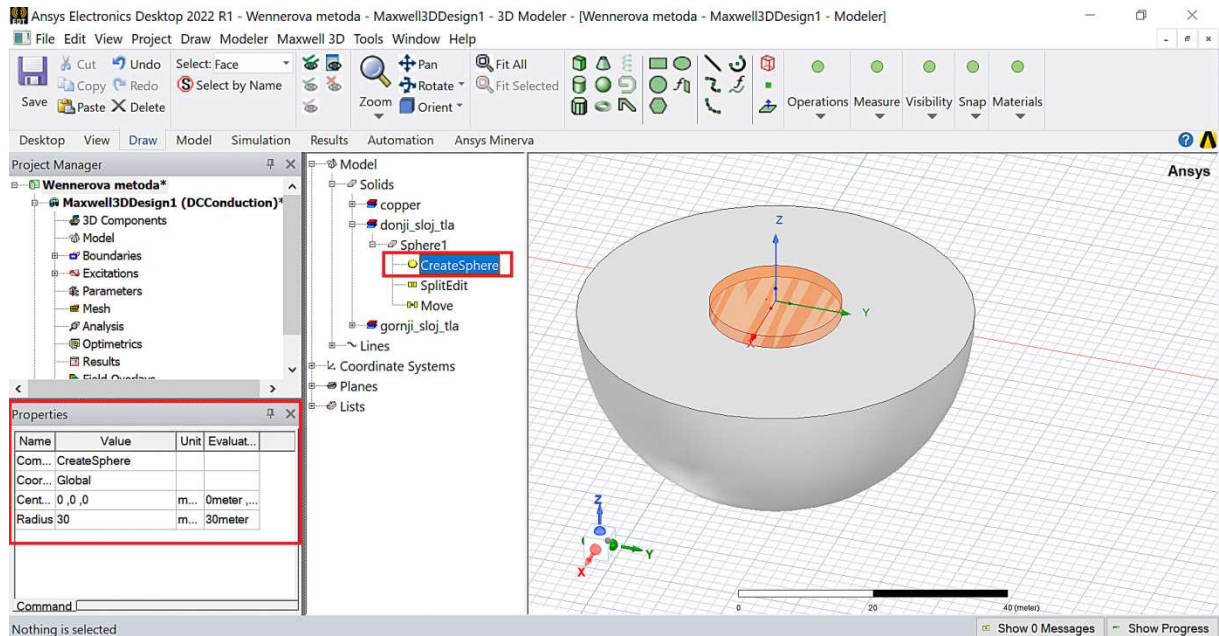 Ansys Electronics Desktop 2022 R1 - Wennerova metoda - Maxwell3DDesign1 - 3D Modeler - [Wennerova metoda - Maxwell3DDesign1 - Modeler]
File Edit View Project Draw Modeler Maxwell 3D Tools Window Help
Save
Cut Undo
Copy Redo
Paste Delete
Select: Face
Select by Name
Zoom
Pan
Rotate
Orient
Fit All
Fit Selected
Operations Measure Visibility Snap Materials
Desktop View Draw Model Simulation Results Automation Ansys Minerva
Project Manager
Wennerova metoda*
Maxwell3DDesign1 (DCConduction)*
3D Components
Model
Boundaries
Excitations
Parameters
Mesh
Analysis
Optimetrics
Results
Field Overlays
Properties
Name Value Unit Evaluat...
Com... CreateSphere
Coor... Global
Cent... 0 ,0 ,0 m... 0meter ,...
Radius 30 m... 30meter
Command
Nothing is selected
Model
Solids
copper
donji_sloj_tla
Sphere1
CreateSphere
SplitEdit
Move
gornji_sloj_tla
Lines
Coordinate Systems
Planes
Lists
Ansys
Z
Y
X
Z
Y
X
0 20 40 (meter)
Show 0 Messages Show Progress